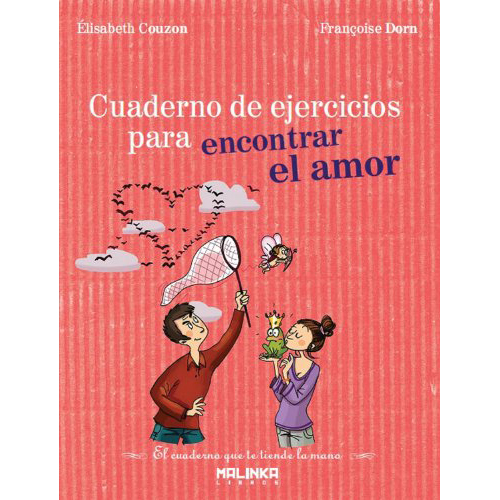 Élisabeth Couzon
Françoise Dorn
Cuaderno de ejercicios
para encontrar
el amor
El cuaderno que te tiende la mano
MALINKA
LIBROS